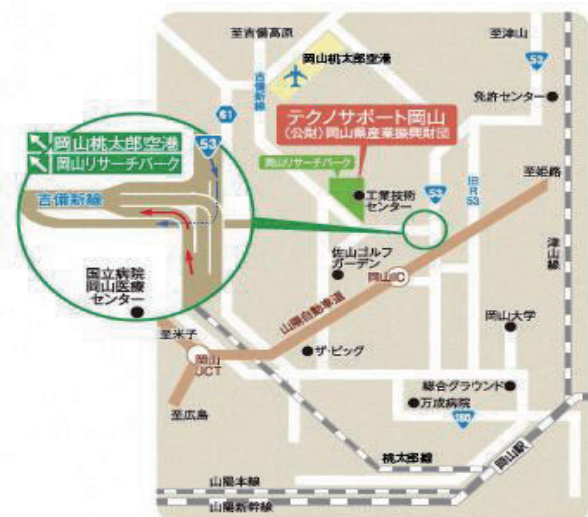 至吉備高原
至津山
岡山桃太郎空港
53
吉備新線
免許センター
61
テクノサポート岡山
(公財)岡山県産業振興財団
岡山桃太郎空港
岡山リサーチパーク
53
岡山リサーチパーク
至姫路
吉備新線
工業技術
センター
53
旧R53
津山線
佐山ゴルフ
ガーデン
国立病院
岡山医療
センター
岡山IC
山陽自動車道
岡山大学
至米子
ザ・ビッグ
岡山
JCT
総合グラウンド
万成病院
至広島
180
岡山駅
桃太郎線
山陽本線
山陽新幹線